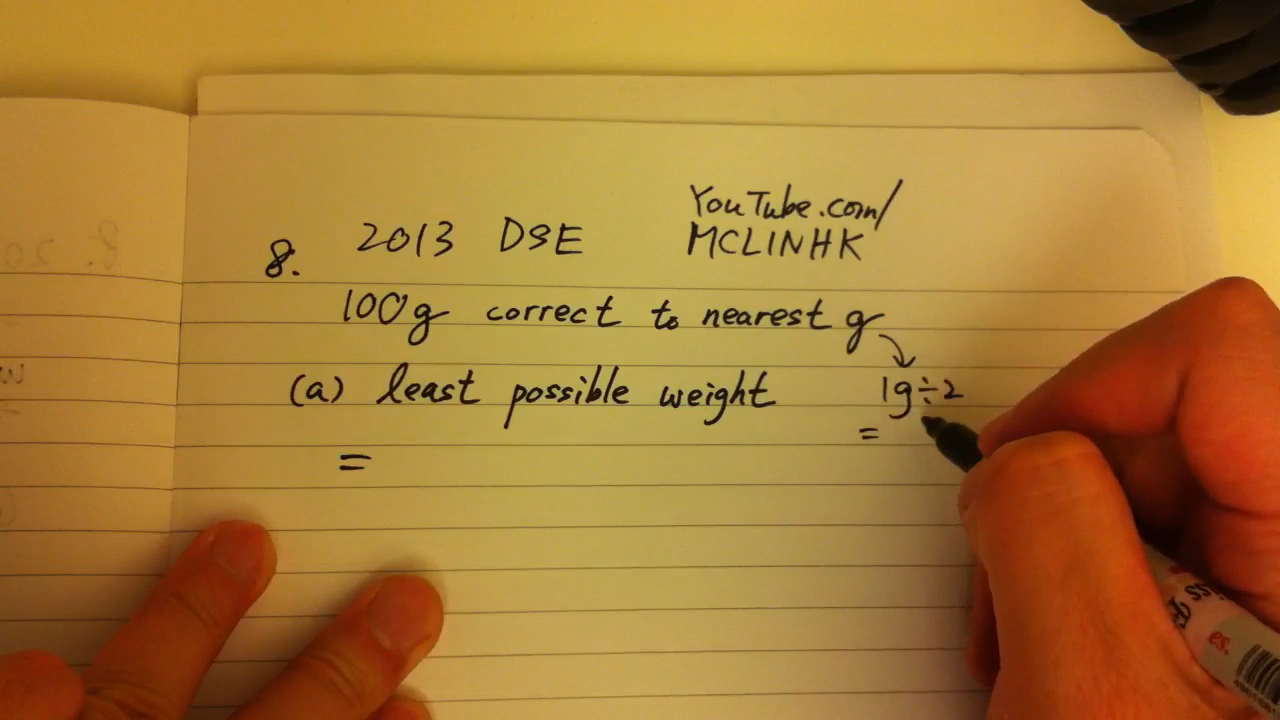 8. 2013 DSE
YouTube.com/
MCLINHK
100g correct to nearest g
(a) least possible weight
1g÷2
=
=